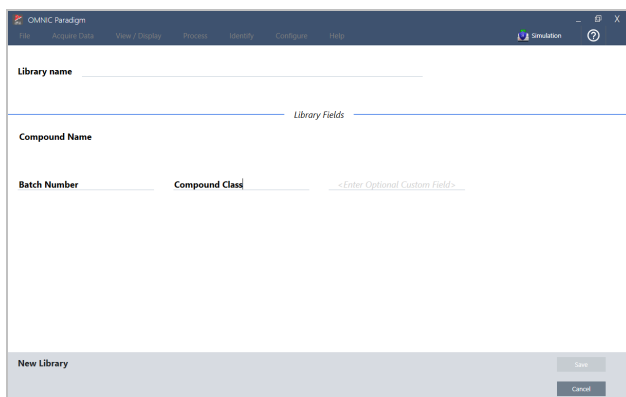 OMNIC Paradigm
File Acquire Data View / Display Process Identify Configure Help Simulation ?
Library name
Library Fields
Compound Name
Batch Number Compound Class <Enter Optional Custom Field>
New Library Save
Cancel